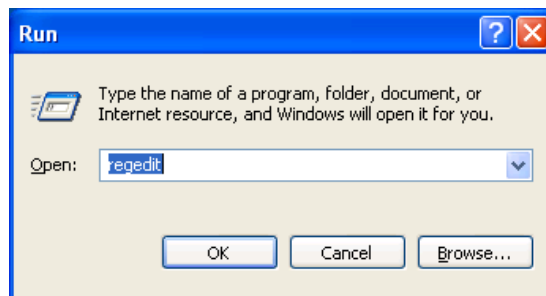 Run
Type the name of a program, folder, document, or
Internet resource, and Windows will open it for you.
Open: regedit
OK Cancel Browse...